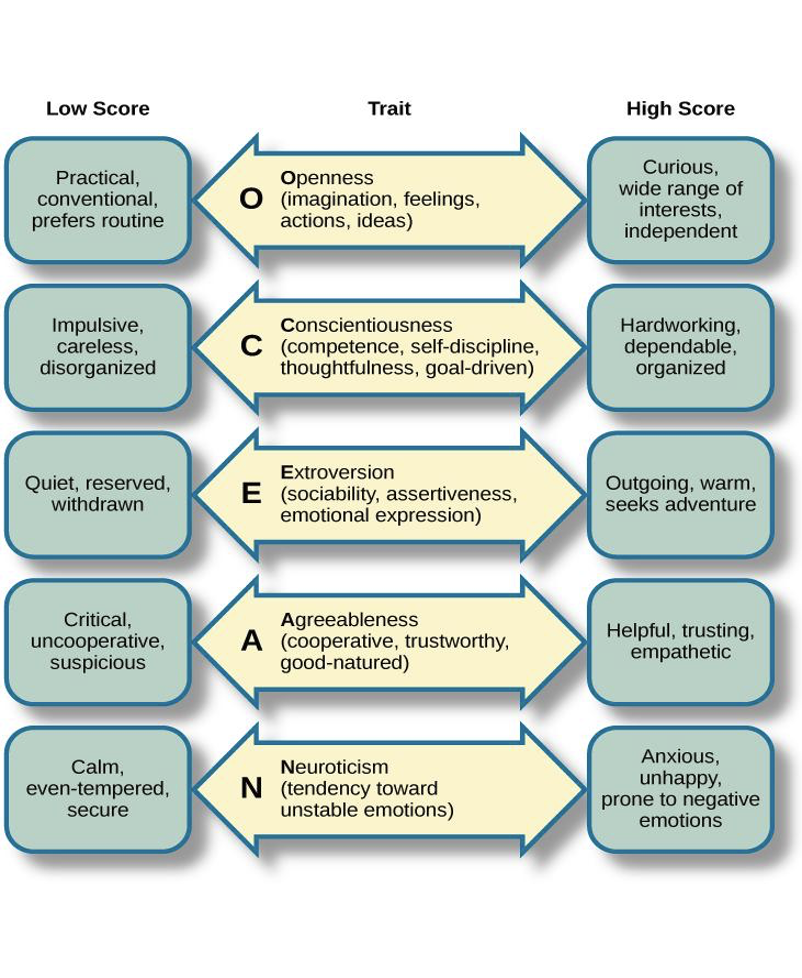 Low Score
Trait
High Score
Practical,
conventional,
prefers routine
O
Openness
(imagination, feelings,
actions, ideas)
Curious,
wide range of
interests,
independent
Impulsive,
careless,
disorganized
C
Conscientiousness
(competence, self-discipline,
thoughtfulness, goal-driven)
Hardworking,
dependable,
organized
Quiet, reserved,
withdrawn
E
Extroversion
(sociability, assertiveness,
emotional expression)
Outgoing, warm,
seeks adventure
Critical,
uncooperative,
suspicious
A
Agreeableness
(cooperative, trustworthy,
good-natured)
Helpful, trusting,
empathetic
Calm,
even-tempered,
secure
N
Neuroticism
(tendency toward
unstable emotions)
Anxious,
unhappy,
prone to negative
emotions